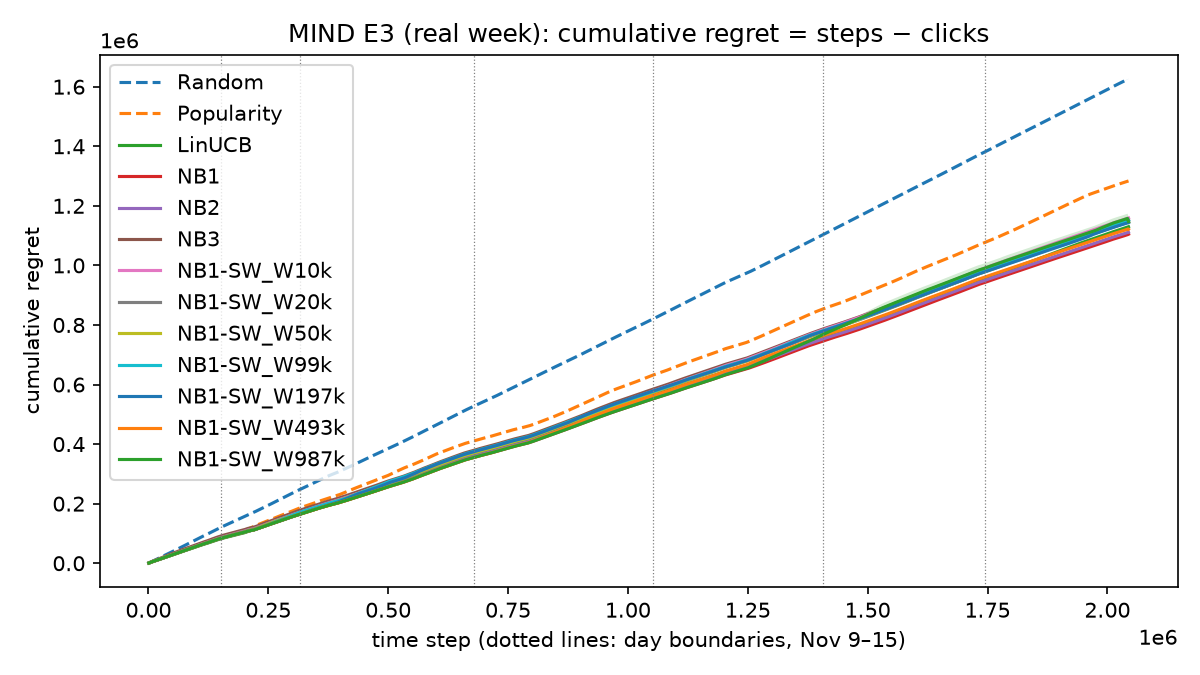 MIND E3 (real week): cumulative regret = steps − clicks
1e6
cumulative regret
1.6
1.4
1.2
1.0
0.8
0.6
0.4
0.2
0.0
Random
Popularity
LinUCB
NB1
NB2
NB3
NB1-SW_W10k
NB1-SW_W20k
NB1-SW_W50k
NB1-SW_W99k
NB1-SW_W197k
NB1-SW_W493k
NB1-SW_W987k
0.00 0.25 0.50 0.75 1.00 1.25 1.50 1.75 2.00
time step (dotted lines: day boundaries, Nov 9–15)
1e6